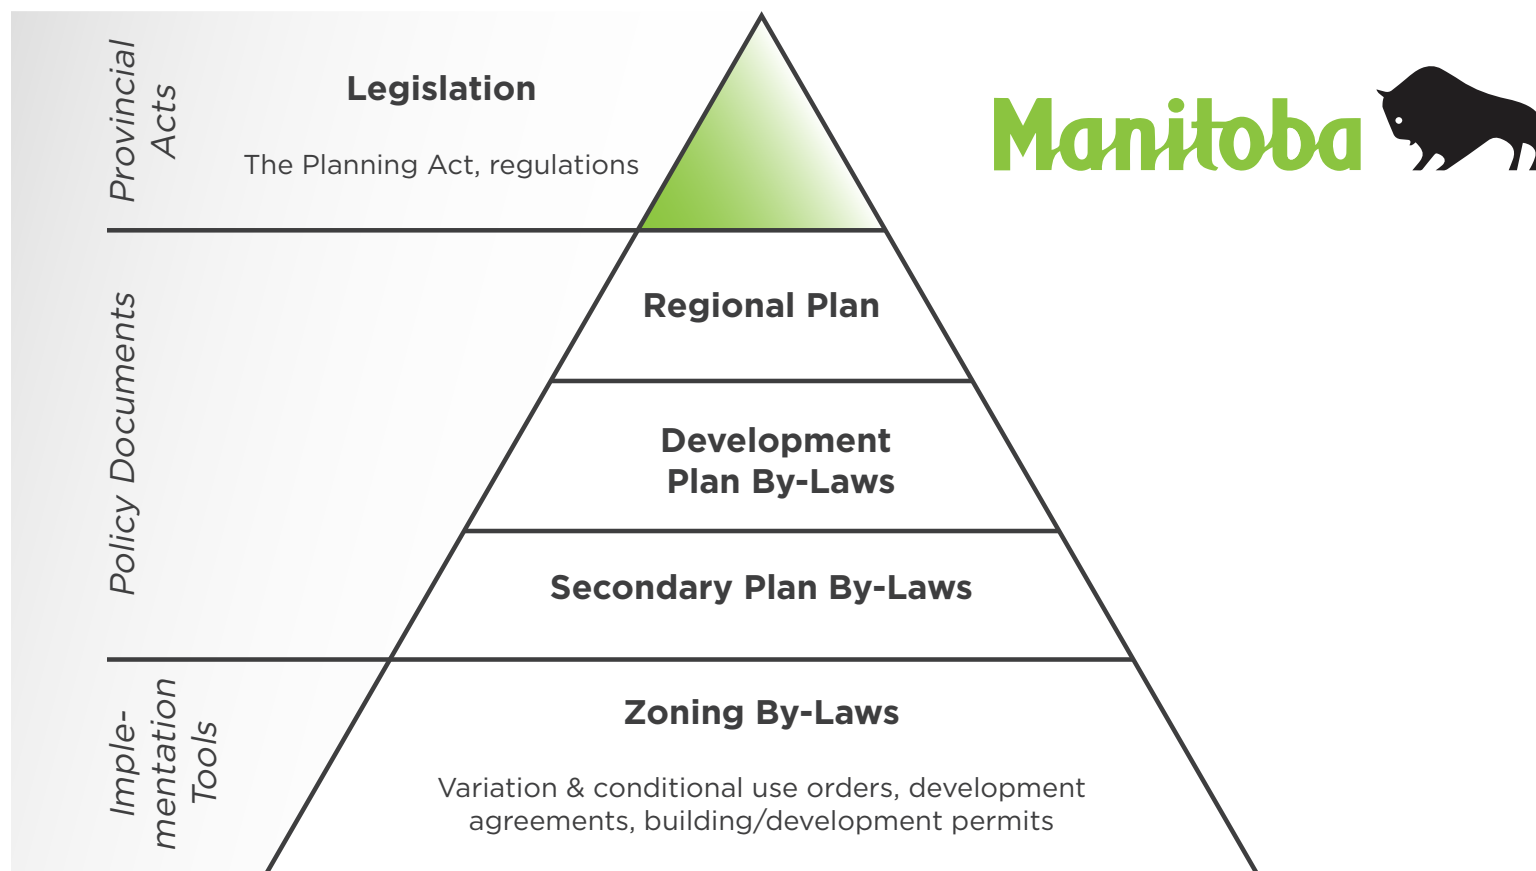 Provincial
Acts
Legislation
The Planning Act, regulations
Manitoba
Policy Documents
Regional Plan
Development
Plan By-Laws
Secondary Plan By-Laws
Imple-
mentation
Tools
Zoning By-Laws
Variation & conditional use orders, development
agreements, building/development permits